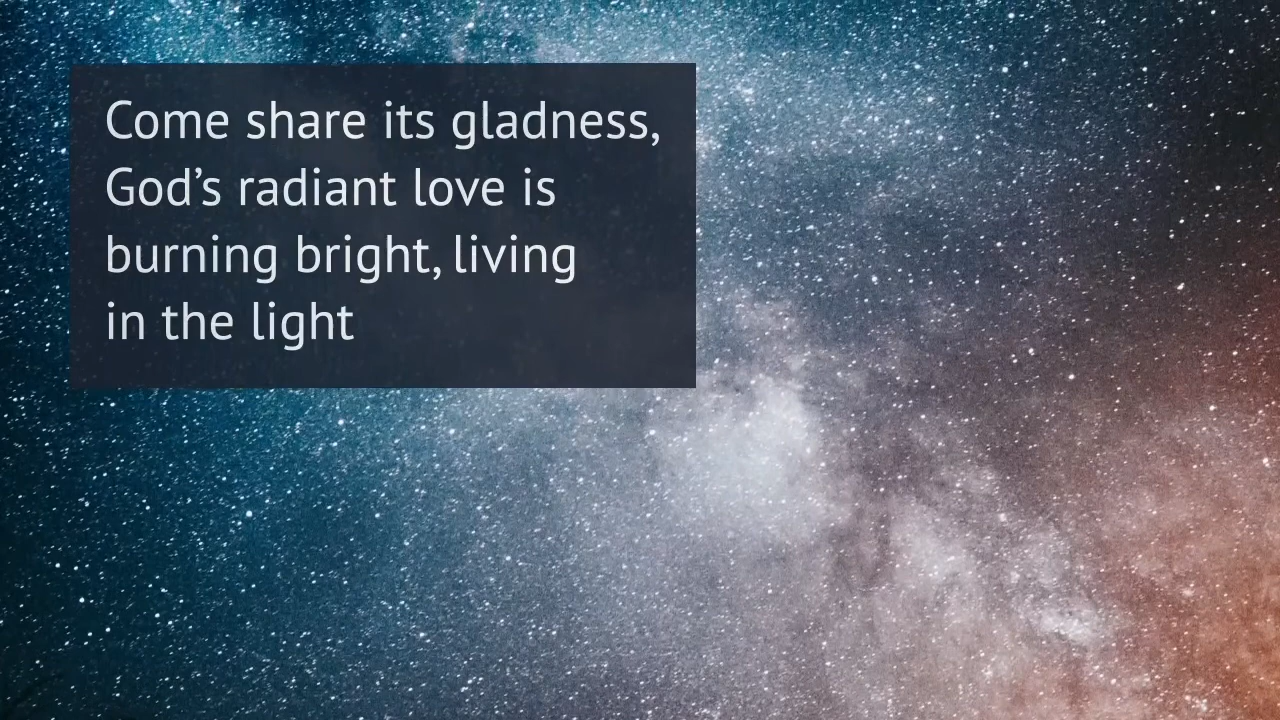 Come share its gladness,
God’s radiant love is
burning bright, living
in the light